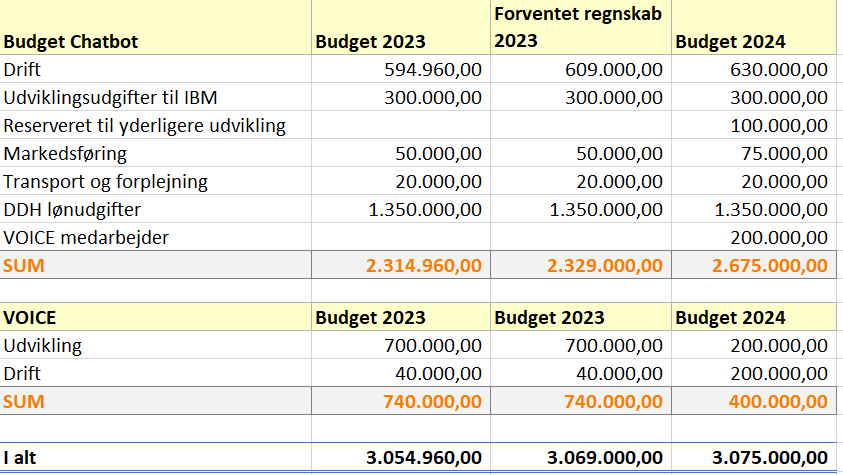 Budget Chatbot Budget 2023 Forventet regnskab 2023 Budget 2024
Drift 594.960,00 609.000,00 630.000,00
Udviklingsudgifter til IBM 300.000,00 300.000,00 300.000,00
Reserveret til yderligere udvikling 100.000,00
Markedsføring 50.000,00 50.000,00 75.000,00
Transport og forplejning 20.000,00 20.000,00 20.000,00
DDH lønudgifter 1.350.000,00 1.350.000,00 1.350.000,00
VOICE medarbejder 200.000,00
SUM 2.314.960,00 2.329.000,00 2.675.000,00
VOICE Budget 2023 Budget 2023 Budget 2024
Udvikling 700.000,00 700.000,00 200.000,00
Drift 40.000,00 40.000,00 200.000,00
SUM 740.000,00 740.000,00 400.000,00
I alt 3.054.960,00 3.069.000,00 3.075.000,00